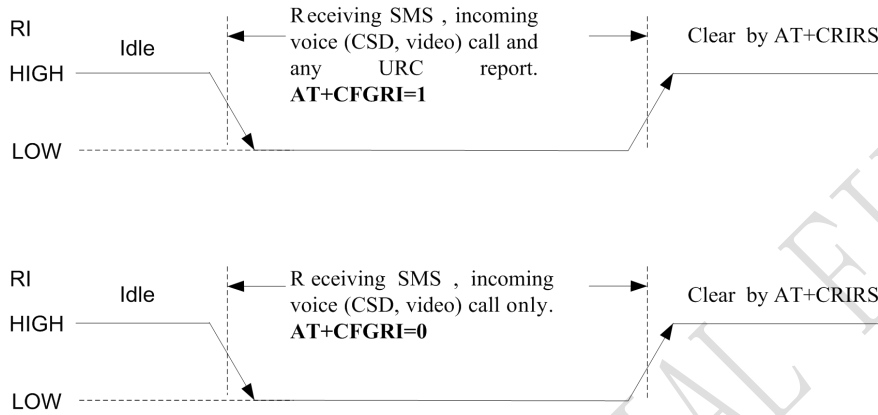 RI
Idle
Receiving SMS , incoming
voice (CSD, video) call and
any URC report.
AT+CFGRI=1
Clear by AT+CRIRS
HIGH
LOW
RI
Idle
R eceiving SMS , incoming
voice (CSD, video) call only.
AT+CFGRI=0
Clear by AT+CRIRS
HIGH
LOW